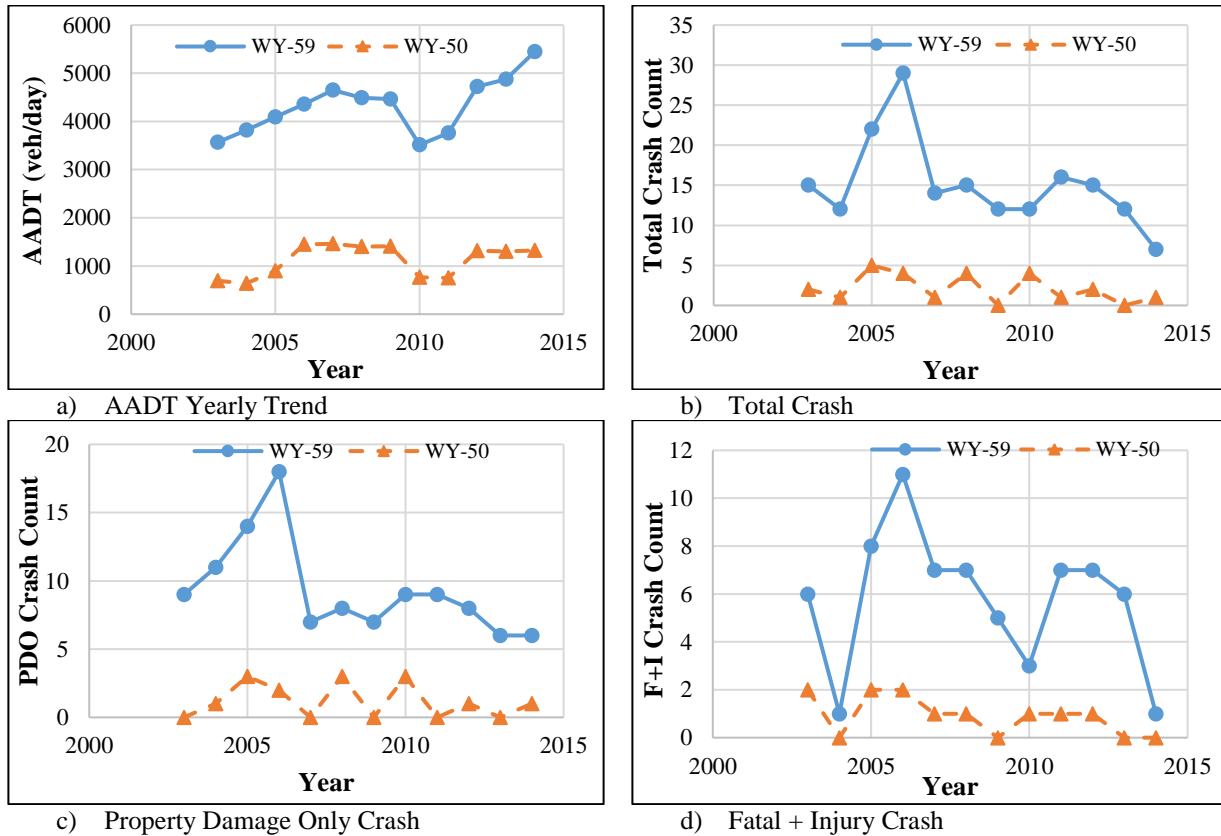 WY-59 WY-50
AADT (veh/day)
6000
5000
4000
3000
2000
1000
0
2000 2005 2010 2015
Year
a) AADT Yearly Trend
WY-59 WY-50
Total Crash Count
35
30
25
20
15
10
5
0
2000 2005 2010 2015
Year
b) Total Crash
WY-59 WY-50
PDO Crash Count
20
15
10
5
0
2000 2005 2010 2015
Year
c) Property Damage Only Crash
WY-59 WY-50
F+I Crash Count
12
10
8
6
4
2
0
2000 2005 2010 2015
Year
d) Fatal + Injury Crash